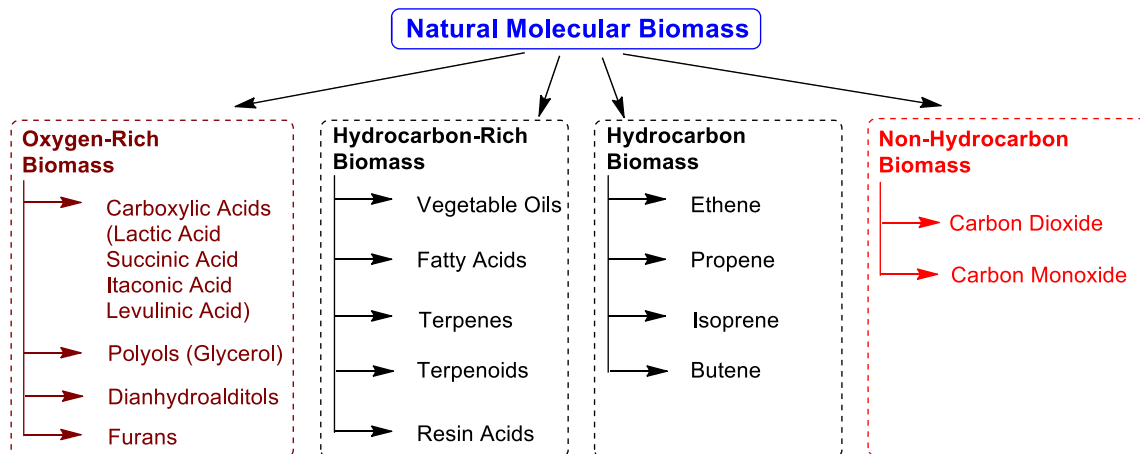 Natural Molecular Biomass
Oxygen-Rich
Biomass
Carboxylic Acids
(Lactic Acid
Succinic Acid
Itaconic Acid
Levulinic Acid)
Polyols (Glycerol)
Dianhydroalditols
Furans
Hydrocarbon-Rich
Biomass
Vegetable Oils
Fatty Acids
Terpenes
Terpenoids
Resin Acids
Hydrocarbon
Biomass
Ethene
Propene
Isoprene
Butene
Non-Hydrocarbon
Biomass
Carbon Dioxide
Carbon Monoxide